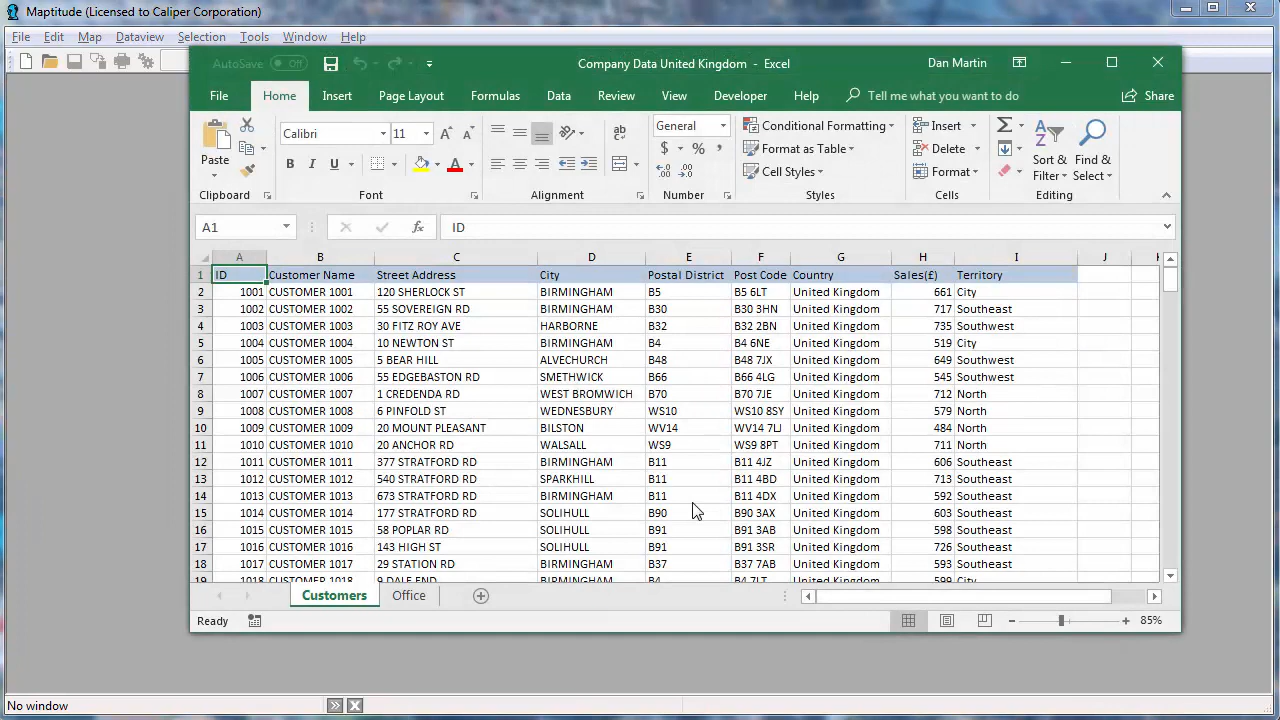 Maptitude (Licensed to Caliper Corporation)
File Edit Map Dataview Selection Tools Window Help
AutoSave Off Company Data United Kingdom - Excel Dan Martin
File Home Insert Page Layout Formulas Data Review View Developer Help Tell me what you want to do Share
Paste
Clipboard
Calibri 11
B I U A
Font
ab
Alignment
General
$ % ,
Number
Conditional Formatting
Format as Table
Cell Styles
Styles
Insert
Delete
Format
Cells
Sort & Filter
Find & Select
Editing
A1 fx ID
A B C D E F G H I J K
1 ID Customer Name Street Address City Postal District Post Code Country Sales(£) Territory
2 1001 CUSTOMER 1001 120 SHERLOCK ST BIRMINGHAM B5 B5 6LT United Kingdom 661 City
3 1002 CUSTOMER 1002 55 SOVEREIGN RD BIRMINGHAM B30 B30 3HN United Kingdom 717 Southeast
4 1003 CUSTOMER 1003 30 FITZ ROY AVE HARBORNE B32 B32 2BN United Kingdom 735 Southwest
5 1004 CUSTOMER 1004 10 NEWTON ST BIRMINGHAM B4 B4 6NE United Kingdom 519 City
6 1005 CUSTOMER 1005 5 BEAR HILL ALVECHURCH B48 B48 7JX United Kingdom 649 Southwest
7 1006 CUSTOMER 1006 55 EDGEBASTON RD SMETHWICK B66 B66 4LG United Kingdom 545 Southwest
8 1007 CUSTOMER 1007 1 CREDENDA RD WEST BROMWICH B70 B70 7JE United Kingdom 712 North
9 1008 CUSTOMER 1008 6 PINFOLD ST WEDNESBURY WS10 WS10 8SY United Kingdom 579 North
10 1009 CUSTOMER 1009 20 MOUNT PLEASANT BILSTON WV14 WV14 7LJ United Kingdom 484 North
11 1010 CUSTOMER 1010 20 ANCHOR RD WALSALL WS9 WS9 8PT United Kingdom 711 North
12 1011 CUSTOMER 1011 377 STRATFORD RD BIRMINGHAM B11 B11 4JZ United Kingdom 606 Southeast
13 1012 CUSTOMER 1012 540 STRATFORD RD SPARKHILL B11 B11 4BD United Kingdom 713 Southeast
14 1013 CUSTOMER 1013 673 STRATFORD RD BIRMINGHAM B11 B11 4DX United Kingdom 592 Southeast
15 1014 CUSTOMER 1014 177 STRATFORD RD SOLIHULL B90 B90 3AX United Kingdom 603 Southeast
16 1015 CUSTOMER 1015 58 POPLAR RD SOLIHULL B91 B91 3AB United Kingdom 598 Southeast
17 1016 CUSTOMER 1016 143 HIGH ST SOLIHULL B91 B91 3SR United Kingdom 726 Southeast
18 1017 CUSTOMER 1017 29 STATION RD BIRMINGHAM B37 B37 7AB United Kingdom 593 Southeast
19 1018 CUSTOMER 1018 9 DALE END BIRMINGHAM B4 B4 7LT United Kingdom 599 City
Customers Office
Ready 85%
No window